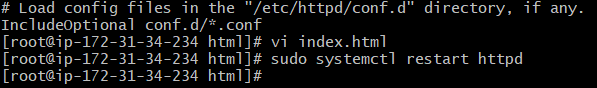 # Load config files in the "/etc/httpd/conf.d" directory, if any.
IncludeOptional conf.d/*.conf
[root@ip-172-31-34-234 html]# vi index.html
[root@ip-172-31-34-234 html]# sudo systemctl restart httpd
[root@ip-172-31-34-234 html]#